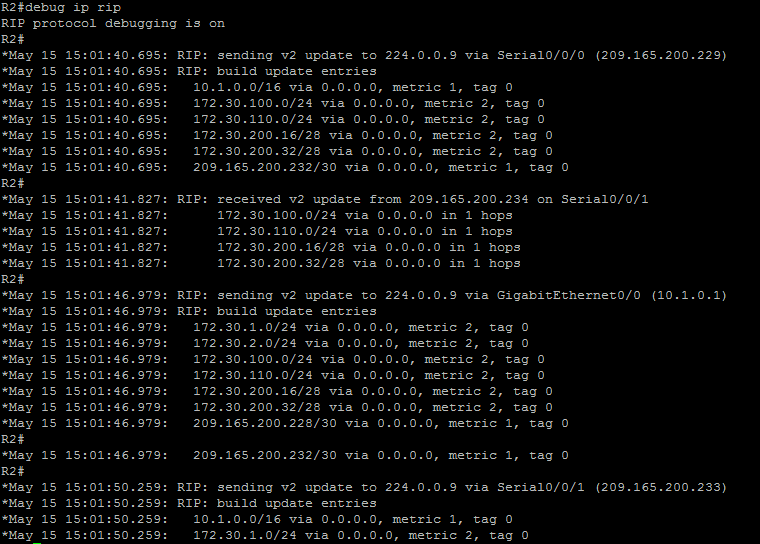 R2#debug ip rip
RIP protocol debugging is on
R2#
*May 15 15:01:40.695: RIP: sending v2 update to 224.0.0.9 via Serial0/0/0 (209.165.200.229)
*May 15 15:01:40.695: RIP: build update entries
*May 15 15:01:40.695:   10.1.0.0/16 via 0.0.0.0, metric 1, tag 0
*May 15 15:01:40.695:   172.30.100.0/24 via 0.0.0.0, metric 2, tag 0
*May 15 15:01:40.695:   172.30.110.0/24 via 0.0.0.0, metric 2, tag 0
*May 15 15:01:40.695:   172.30.200.16/28 via 0.0.0.0, metric 2, tag 0
*May 15 15:01:40.695:   172.30.200.32/28 via 0.0.0.0, metric 2, tag 0
*May 15 15:01:40.695:   209.165.200.232/30 via 0.0.0.0, metric 1, tag 0
R2#
*May 15 15:01:41.827: RIP: received v2 update from 209.165.200.234 on Serial0/0/1
*May 15 15:01:41.827:      172.30.100.0/24 via 0.0.0.0 in 1 hops
*May 15 15:01:41.827:      172.30.110.0/24 via 0.0.0.0 in 1 hops
*May 15 15:01:41.827:      172.30.200.16/28 via 0.0.0.0 in 1 hops
*May 15 15:01:41.827:      172.30.200.32/28 via 0.0.0.0 in 1 hops
R2#
*May 15 15:01:46.979: RIP: sending v2 update to 224.0.0.9 via GigabitEthernet0/0 (10.1.0.1)
*May 15 15:01:46.979: RIP: build update entries
*May 15 15:01:46.979:   172.30.1.0/24 via 0.0.0.0, metric 2, tag 0
*May 15 15:01:46.979:   172.30.2.0/24 via 0.0.0.0, metric 2, tag 0
*May 15 15:01:46.979:   172.30.100.0/24 via 0.0.0.0, metric 2, tag 0
*May 15 15:01:46.979:   172.30.110.0/24 via 0.0.0.0, metric 2, tag 0
*May 15 15:01:46.979:   172.30.200.16/28 via 0.0.0.0, metric 2, tag 0
*May 15 15:01:46.979:   172.30.200.32/28 via 0.0.0.0, metric 2, tag 0
*May 15 15:01:46.979:   209.165.200.228/30 via 0.0.0.0, metric 1, tag 0
R2#
*May 15 15:01:46.979:   209.165.200.232/30 via 0.0.0.0, metric 1, tag 0
R2#
*May 15 15:01:50.259: RIP: sending v2 update to 224.0.0.9 via Serial0/0/1 (209.165.200.233)
*May 15 15:01:50.259: RIP: build update entries
*May 15 15:01:50.259:   10.1.0.0/16 via 0.0.0.0, metric 1, tag 0
*May 15 15:01:50.259:   172.30.1.0/24 via 0.0.0.0, metric 2, tag 0